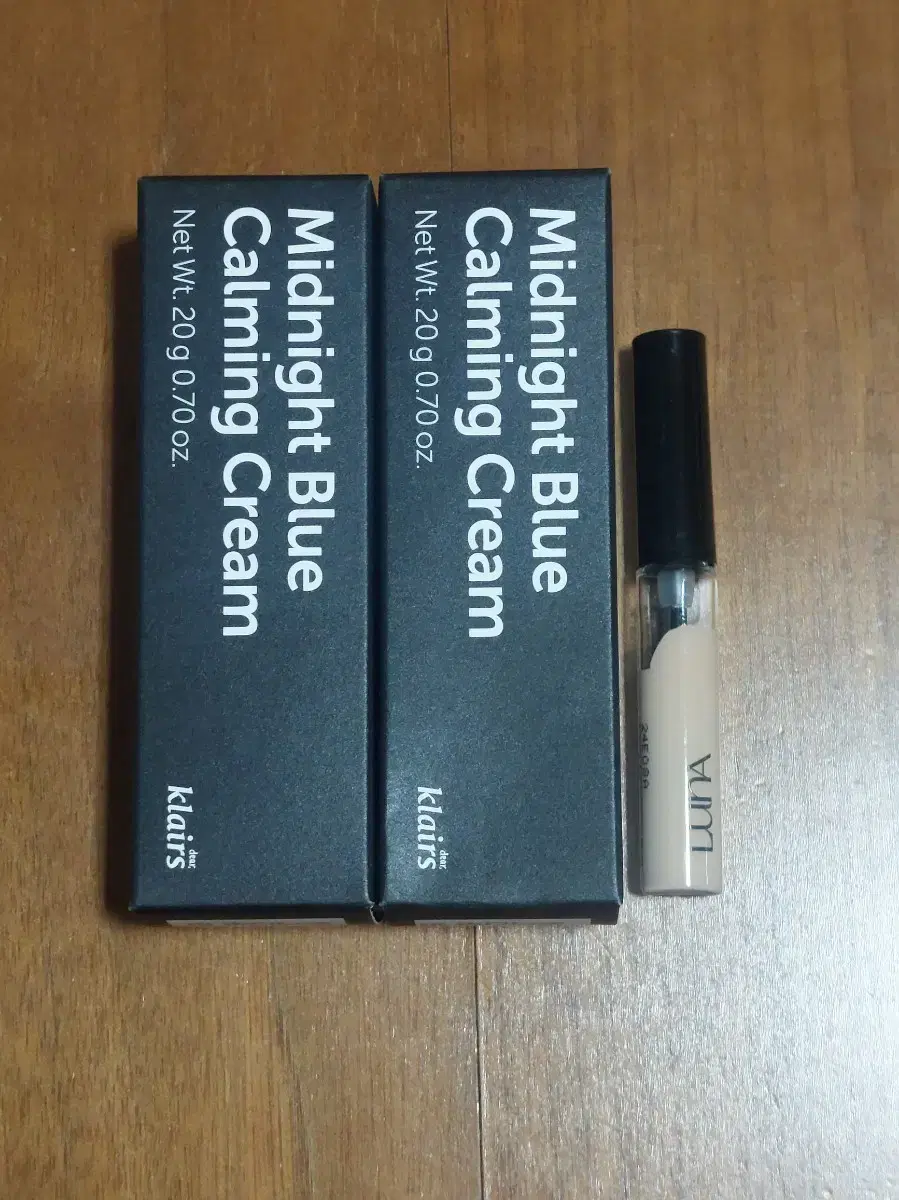 Midnight Blue
Calming Cream
Net Wt. 20 g 0.70 oz.
dear,
klairs
Midnight Blue
Calming Cream
Net Wt. 20 g 0.70 oz.
dear,
klairs
LUNA